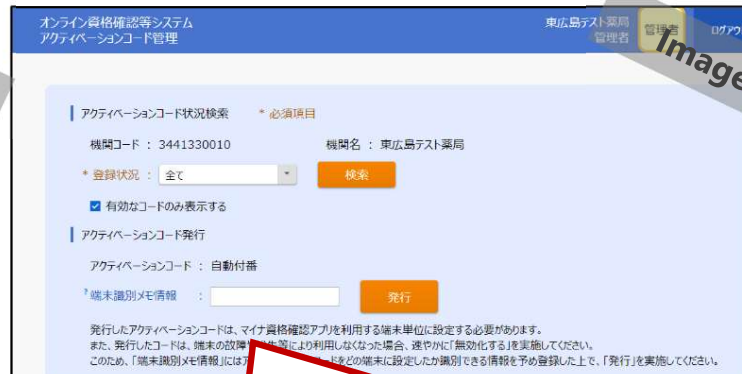 オンライン資格確認等システム
アクティベーションコード管理
東広島テスト薬局
管理者
管理者
ログアウ
Image
アクティベーションコード状況検索 * 必須項目
機関コード : 3441330010 機関名 : 東広島テスト薬局
* 登録状況 : 全て 検索
有効なコードのみ表示する
アクティベーションコード発行
アクティベーションコード : 自動付番
? 端末識別メモ情報 : 発行
発行したアクティベーションコードは、マイナ資格確認アプリを利用する端末単位に設定する必要があります。
また、発行したコードは、端末の故障 等により利用しなくなった場合、速やかに「無効化する」を実施してください。
このため、「端末識別メモ情報」には コードをどの端末に設定したか識別できる情報を予め登録した上で、「発行」を実施してください。